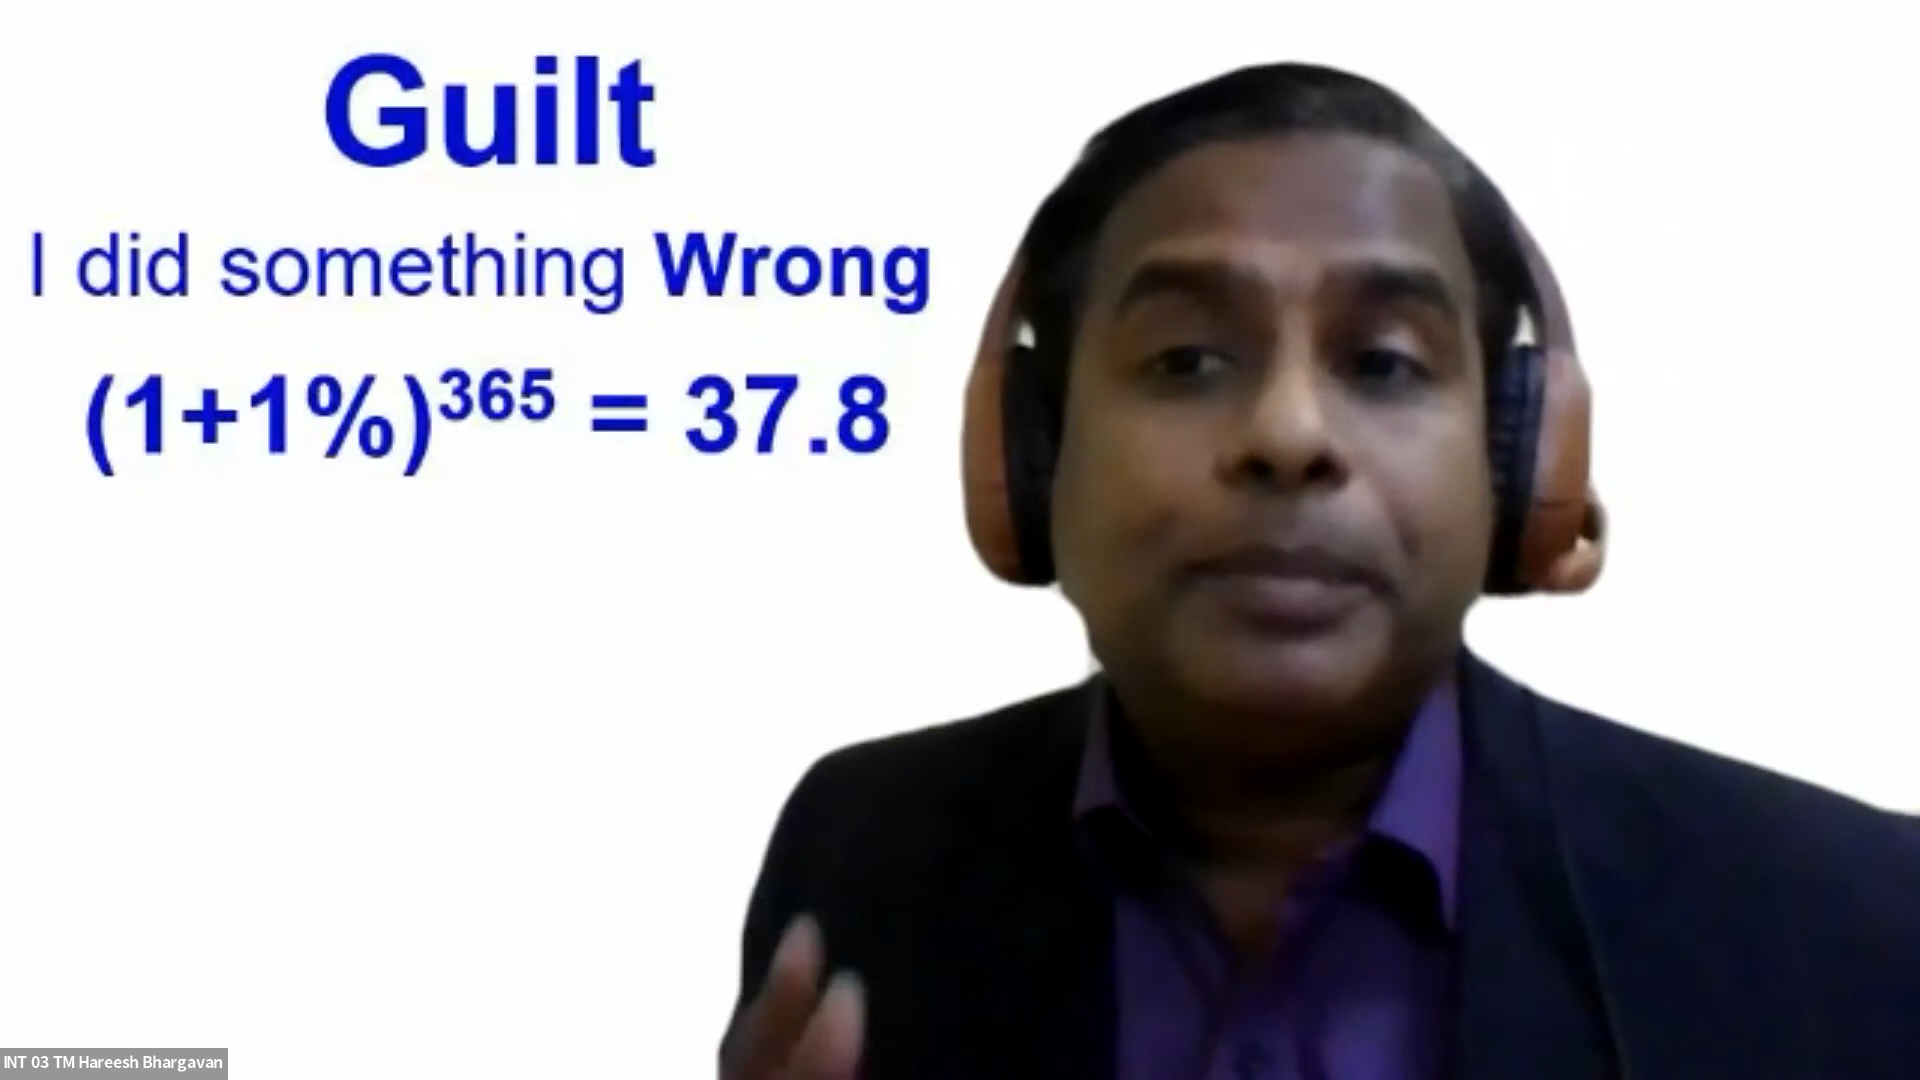 Guilt
I did something Wrong
(1+1%)³⁶⁵ = 37.8
INT 03 TM Hareesh Bhargavan